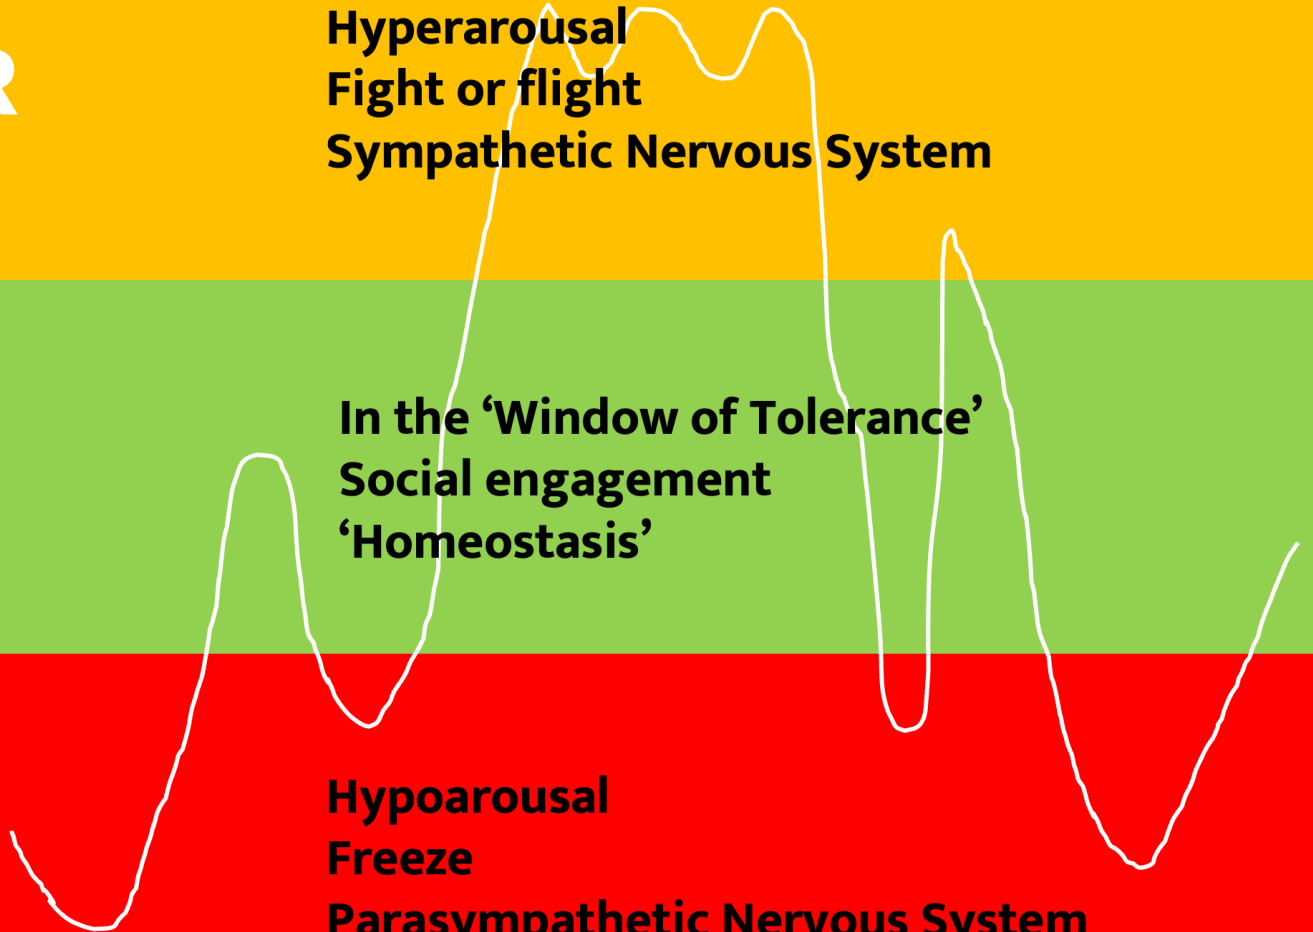 Hyperarousal
R
Fight or flight
Sympathetic Nervous System
In the ‘Window of Tolerance’
Social engagement
‘Homeostasis’
Hypoarousal
Freeze
Parasympathetic Nervous System